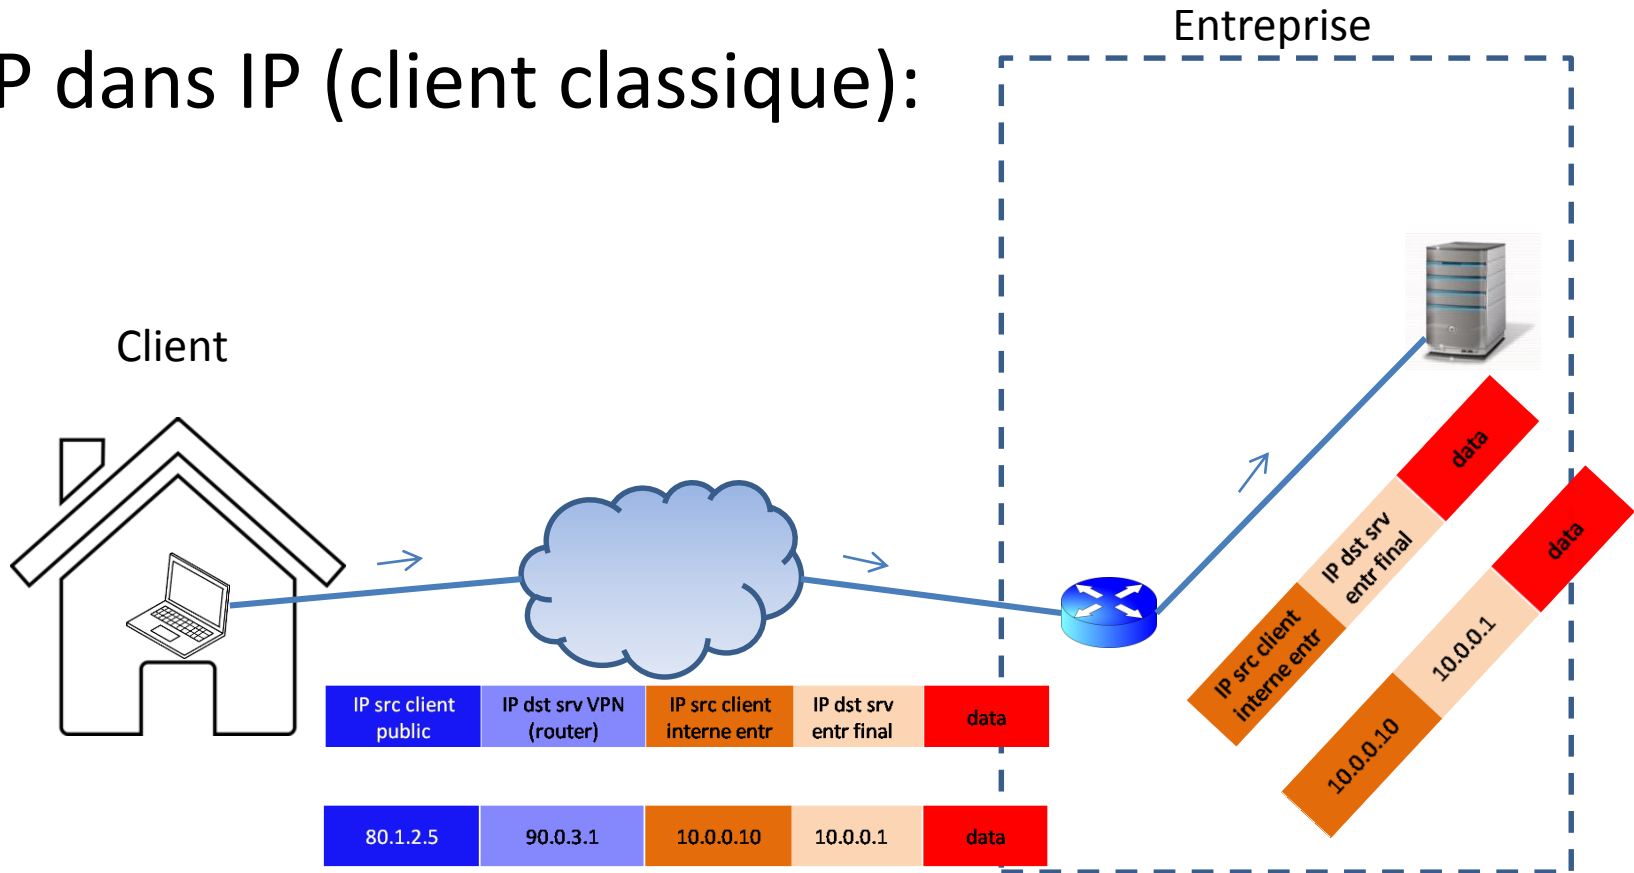 Entreprise
P dans IP (client classique):
Client
IP src client
public
IP dst srv VPN
(router)
IP src client
interne entr
IP dst srv
entr final
data
80.1.2.5
90.0.3.1
10.0.0.10
10.0.0.1
data
IP src client
interne entr
IP dst srv
entr final
data
10.0.0.10
10.0.0.1
data